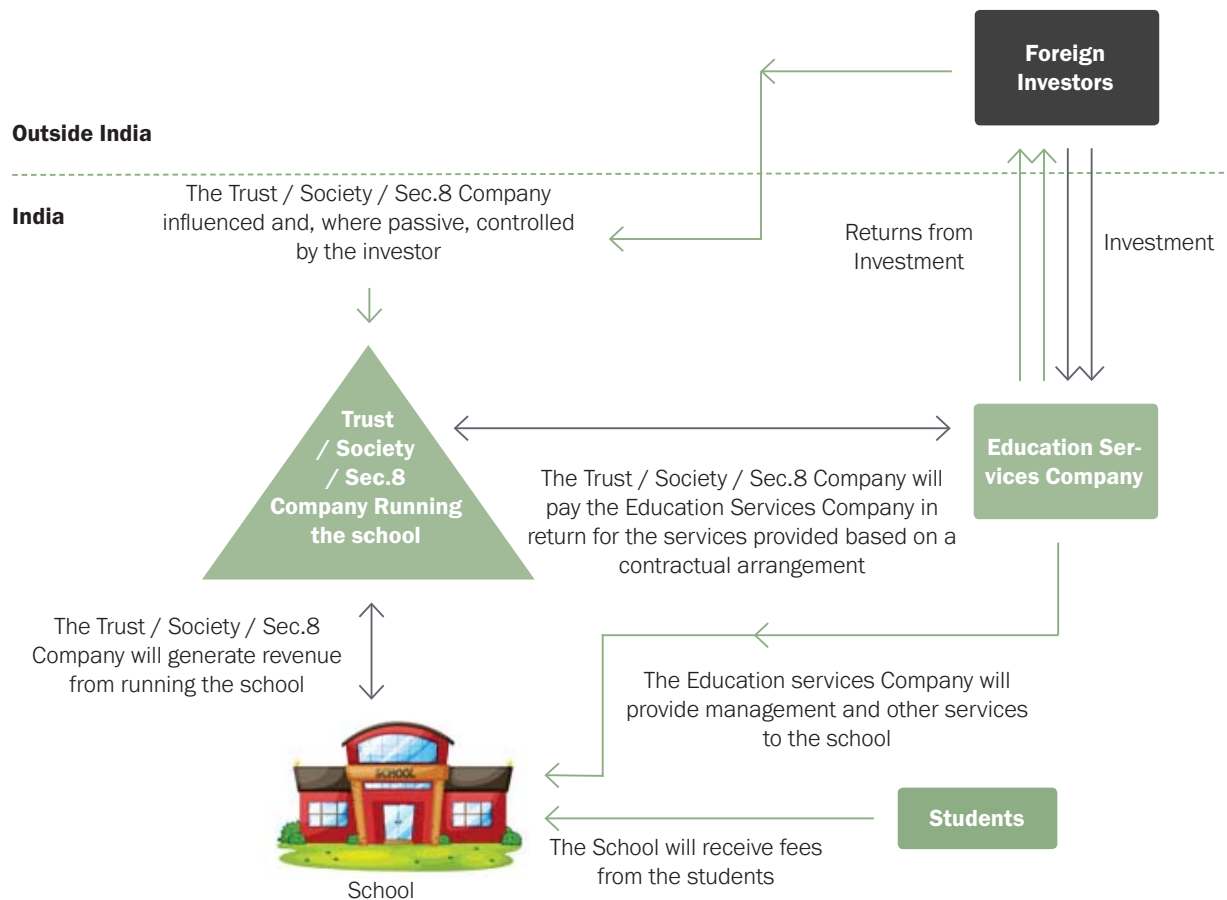 Foreign
Investors
Outside India
India
The Trust / Society / Sec.8 Company
influenced and, where passive, controlled
by the investor
Returns from
Investment
Investment
Trust
/ Society
/ Sec.8
Company Running
the school
Education Ser-
vices Company
The Trust / Society / Sec.8 Company will
pay the Education Services Company in
return for the services provided based on a
contractual arrangement
The Trust / Society / Sec.8
Company will generate revenue
from running the school
The Education services Company will
provide management and other services
to the school
SCHOOL
Students
The School will receive fees
from the students
School